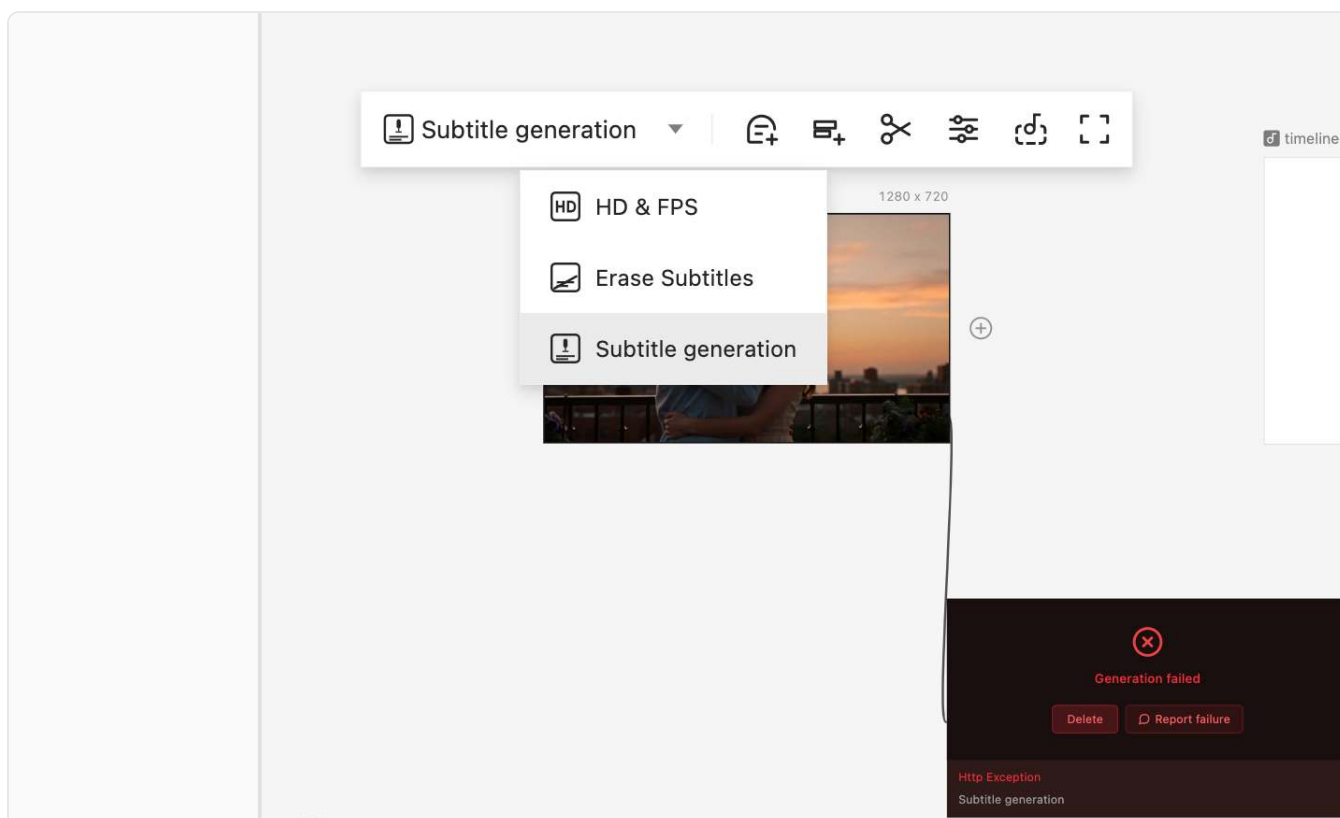 Subtitle generation
timeline
HD
HD & FPS
1280 x 720
Erase Subtitles
Subtitle generation
Generation failed
Delete
Report failure
Http Exception
Subtitle generation